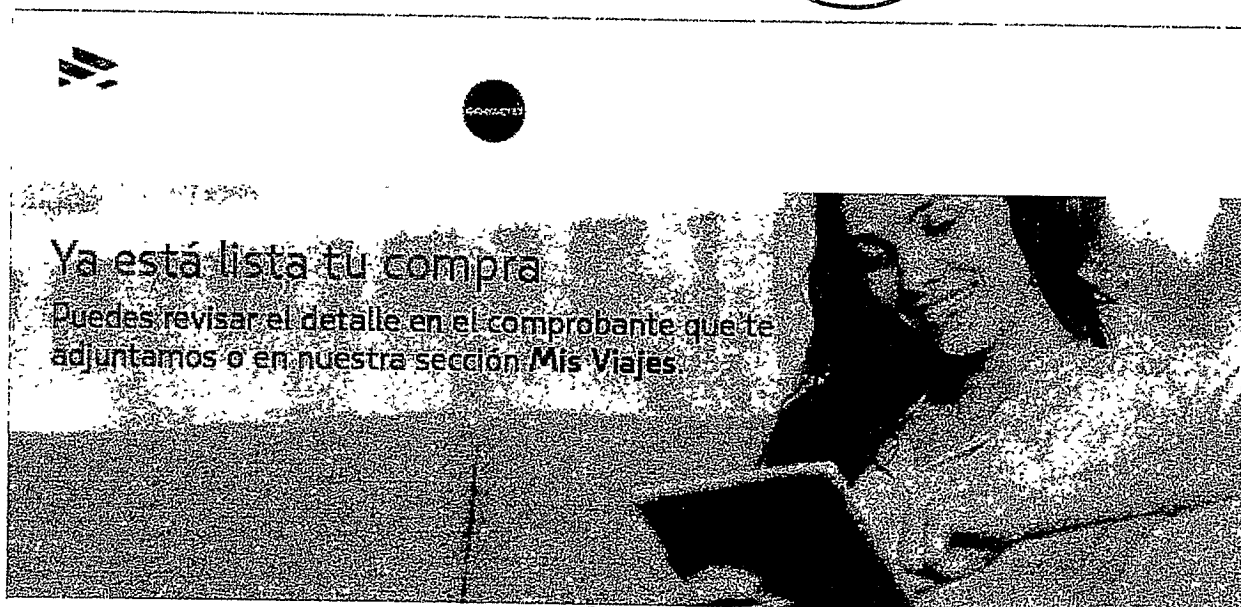 Ya está lista tu compra
Puedes revisar el detalle en el comprobante que te
adjuntamos o en nuestra sección Mis Viajes.